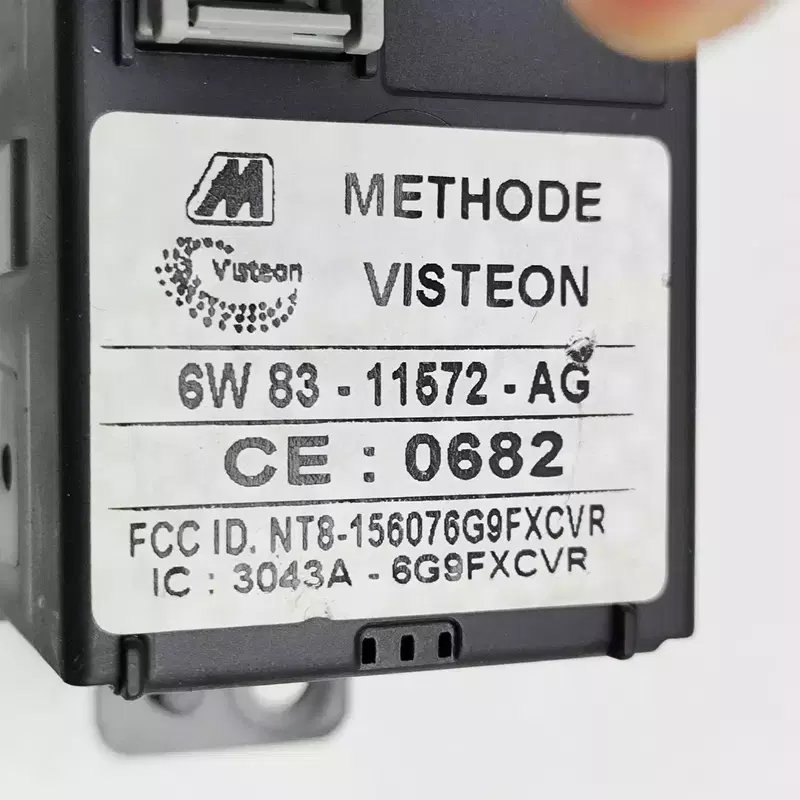 M METHODE
Visteon VISTEON
6W 83 - 11572 - AG
CE : 0682
FCC ID. NT8-156076G9FXCVR
IC : 3043A - 6G9FXCVR